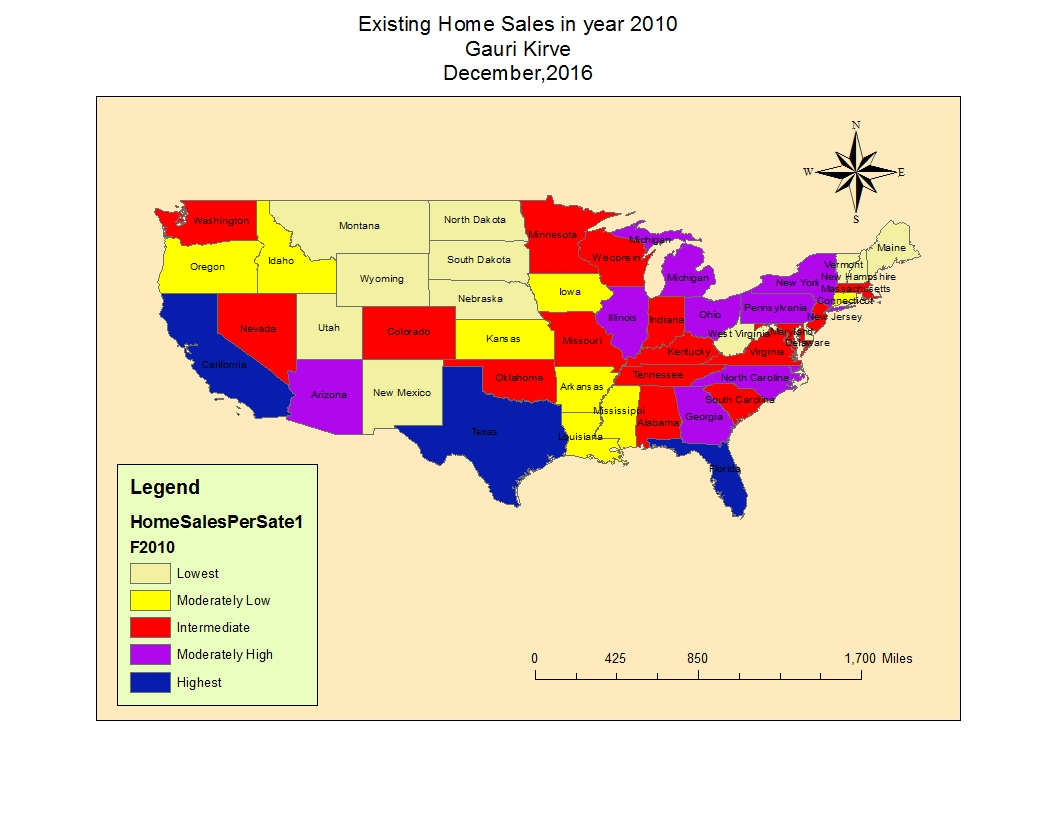 Existing Home Sales in year 2010
Gauri Kirve
December,2016
N
W
E
S
Washington
Montana
North Dakota
Minnesota
Michigan
Maine
Oregon
Idaho
South Dakota
Wisconsin
Vermont
New Hampshire
Wyoming
Michigan
New York
Massachusetts
Iowa
Nebraska
Connecticut
Pennsylvania
New Jersey
Illinois
Indiana
Ohio
Nevada
Utah
Colorado
Kansas
Missouri
West Virginia
Maryland
Delaware
Kentucky
Virginia
California
Arizona
New Mexico
Oklahoma
Arkansas
Tennessee
North Carolina
South Carolina
Mississippi
Alabama
Georgia
Texas
Louisiana
Florida
Legend
HomeSalesPerSate1
F2010
Lowest
Moderately Low
Intermediate
Moderately High
Highest
0 425 850 1,700 Miles